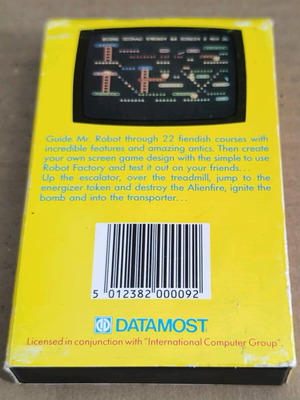 Guide Mr. Robot through 22 fiendish courses with
incredible features and amazing antics. Then create
your own screen game design with the simple to use
Robot Factory and test it out on your friends...
Up the escalator, over the treadmill, jump to the
energizer token and destroy the Alienfire, ignite the
bomb and into the transporter...
5 012382 000092
DATAMOST
Licensed in conjunction with "International Computer Group".